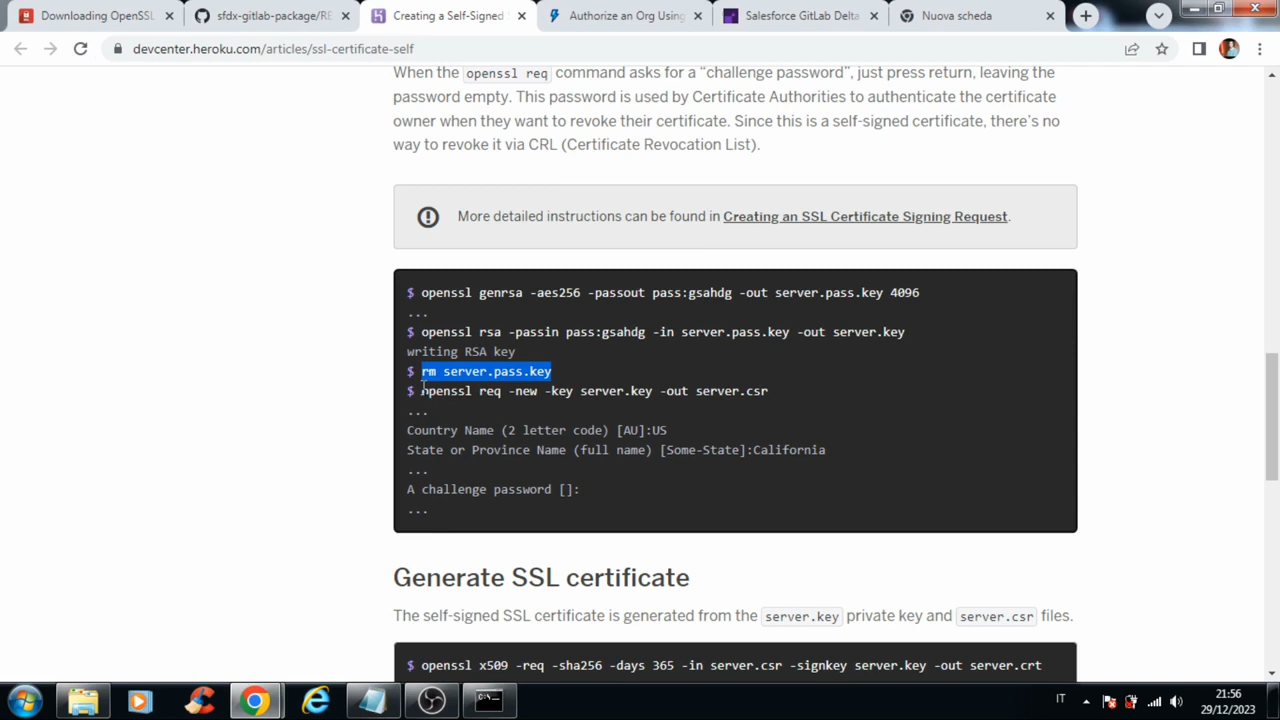 Downloading OpenSSL
sfdx-gitlab-package/RE
Creating a Self-Signed
Authorize an Org Using
Salesforce GitLab Delta
Nuova scheda
devcenter.heroku.com/articles/ssl-certificate-self
When the openssl req command asks for a “challenge password”, just press return, leaving the
password empty. This password is used by Certificate Authorities to authenticate the certificate
owner when they want to revoke their certificate. Since this is a self-signed certificate, there’s no
way to revoke it via CRL (Certificate Revocation List).
More detailed instructions can be found in Creating an SSL Certificate Signing Request.
$ openssl genrsa -aes256 -passout pass:gsahdg -out server.pass.key 4096
...
$ openssl rsa -passin pass:gsahdg -in server.pass.key -out server.key
writing RSA key
$ rm server.pass.key
$ openssl req -new -key server.key -out server.csr
...
Country Name (2 letter code) [AU]:US
State or Province Name (full name) [Some-State]:California
...
A challenge password []:
...
Generate SSL certificate
The self-signed SSL certificate is generated from the server.key private key and server.csr files.
$ openssl x509 -req -sha256 -days 365 -in server.csr -signkey server.key -out server.crt
IT
21:56
29/12/2023